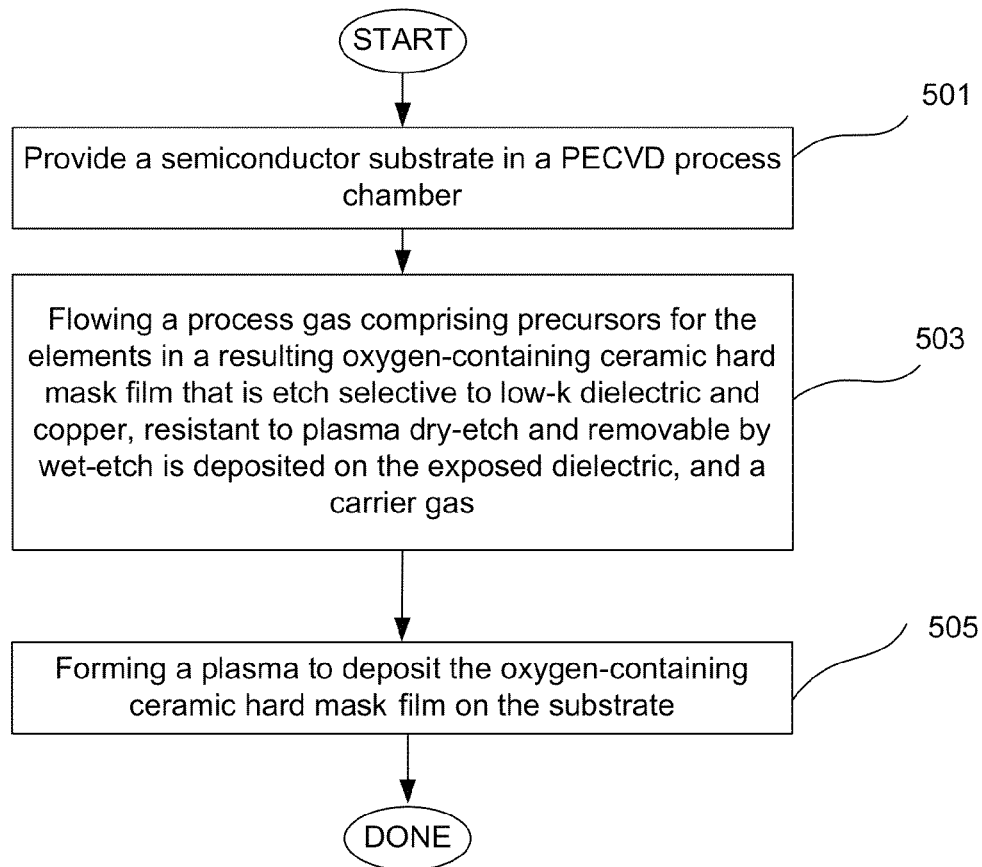 START
501
Provide a semiconductor substrate in a PECVD process
chamber
Flowing a process gas comprising precursors for the
elements in a resulting oxygen-containing ceramic hard
mask film that is etch selective to low-k dielectric and
copper, resistant to plasma dry-etch and removable by
wet-etch is deposited on the exposed dielectric, and a
carrier gas
503
505
Forming a plasma to deposit the oxygen-containing
ceramic hard mask film on the substrate
DONE